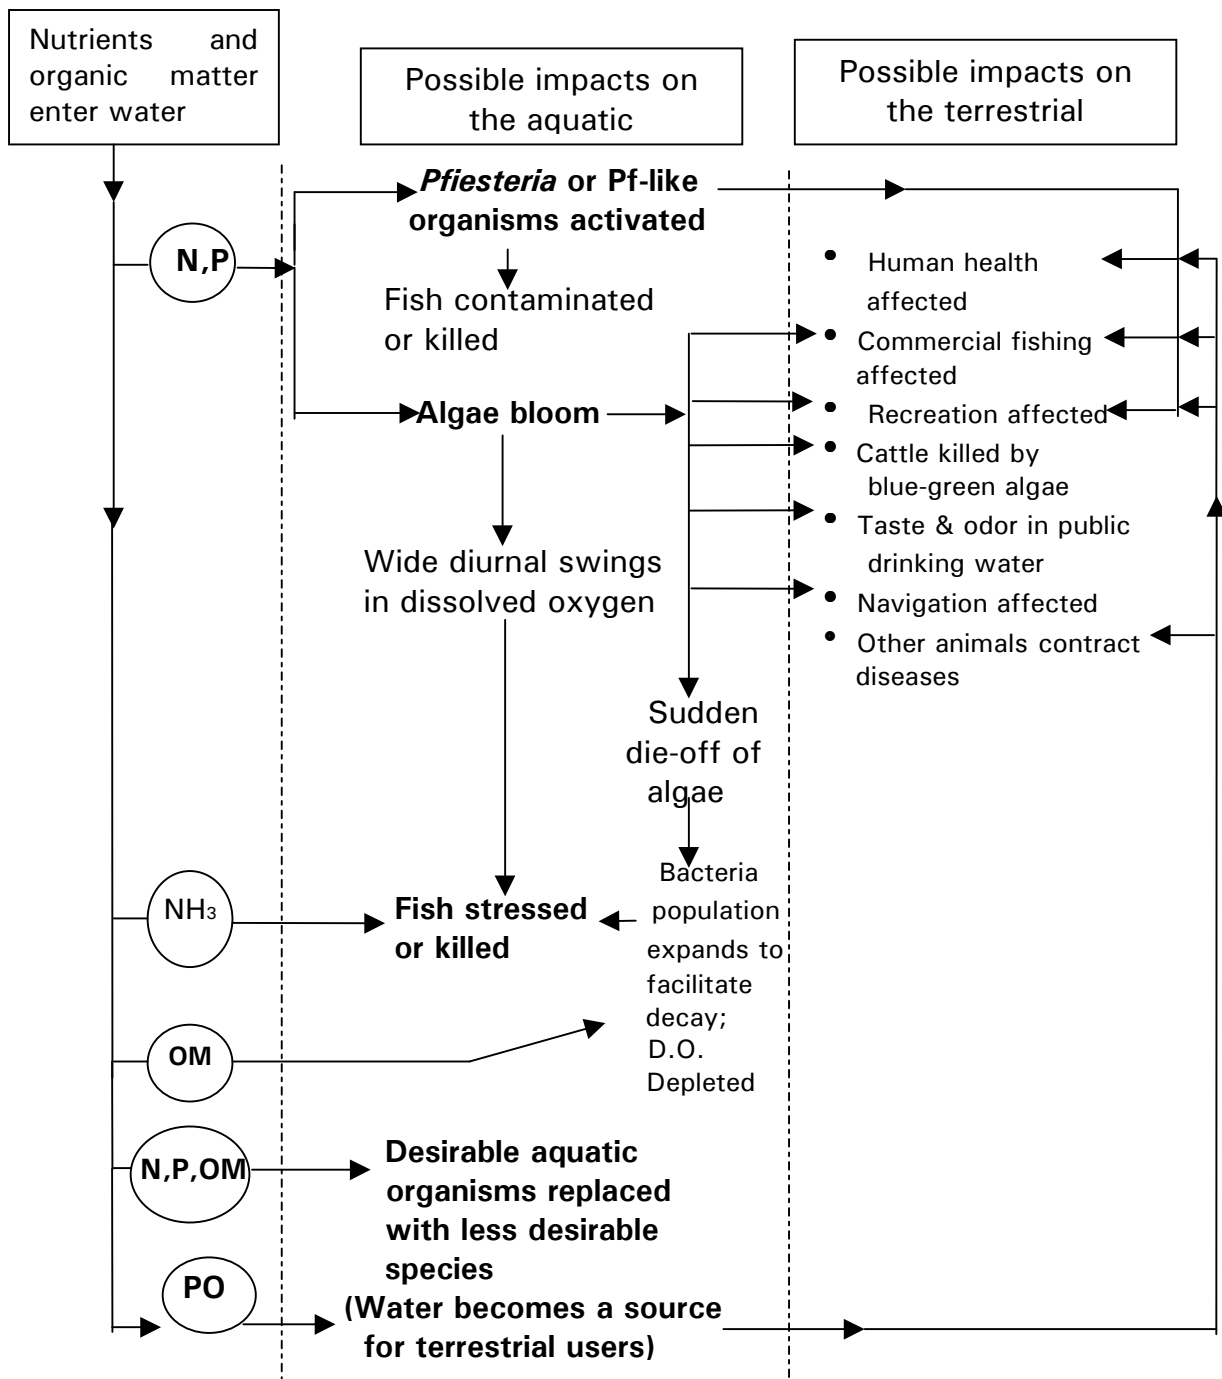 Nutrients and
organic matter
enter water
Possible impacts on
the aquatic
Possible impacts on
the terrestrial
N,P
Pfiesteria or Pf-like
organisms activated
Fish contaminated
or killed
Algae bloom
Wide diurnal swings
in dissolved oxygen
Sudden
die-off of
algae
Bacteria
population
expands to
facilitate
decay;
D.O.
Depleted
• Human health
affected
• Commercial fishing
affected
• Recreation affected
• Cattle killed by
blue-green algae
• Taste & odor in public
drinking water
• Navigation affected
• Other animals contract
diseases
NH3
Fish stressed
or killed
OM
N,P,OM
Desirable aquatic
organisms replaced
with less desirable
species
PO
(Water becomes a source
for terrestrial users)